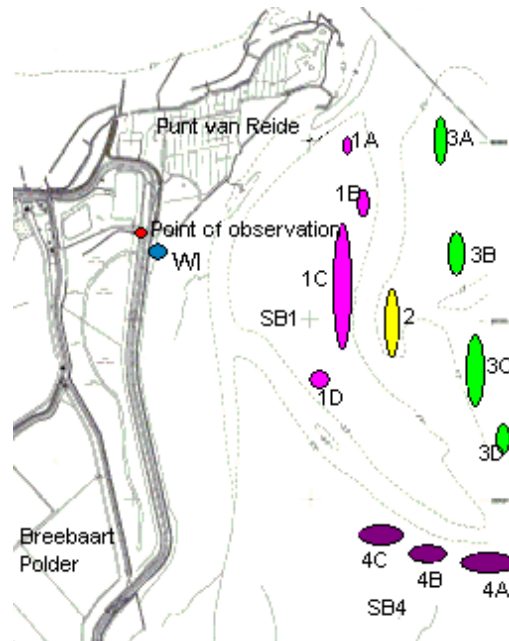 Punt van Reide
1A
3A
1B
Point of observation
WI
3B
1C
SB1
2
3C
1D
3D
Breebaart
Polder
4C
4B
4A
SB4